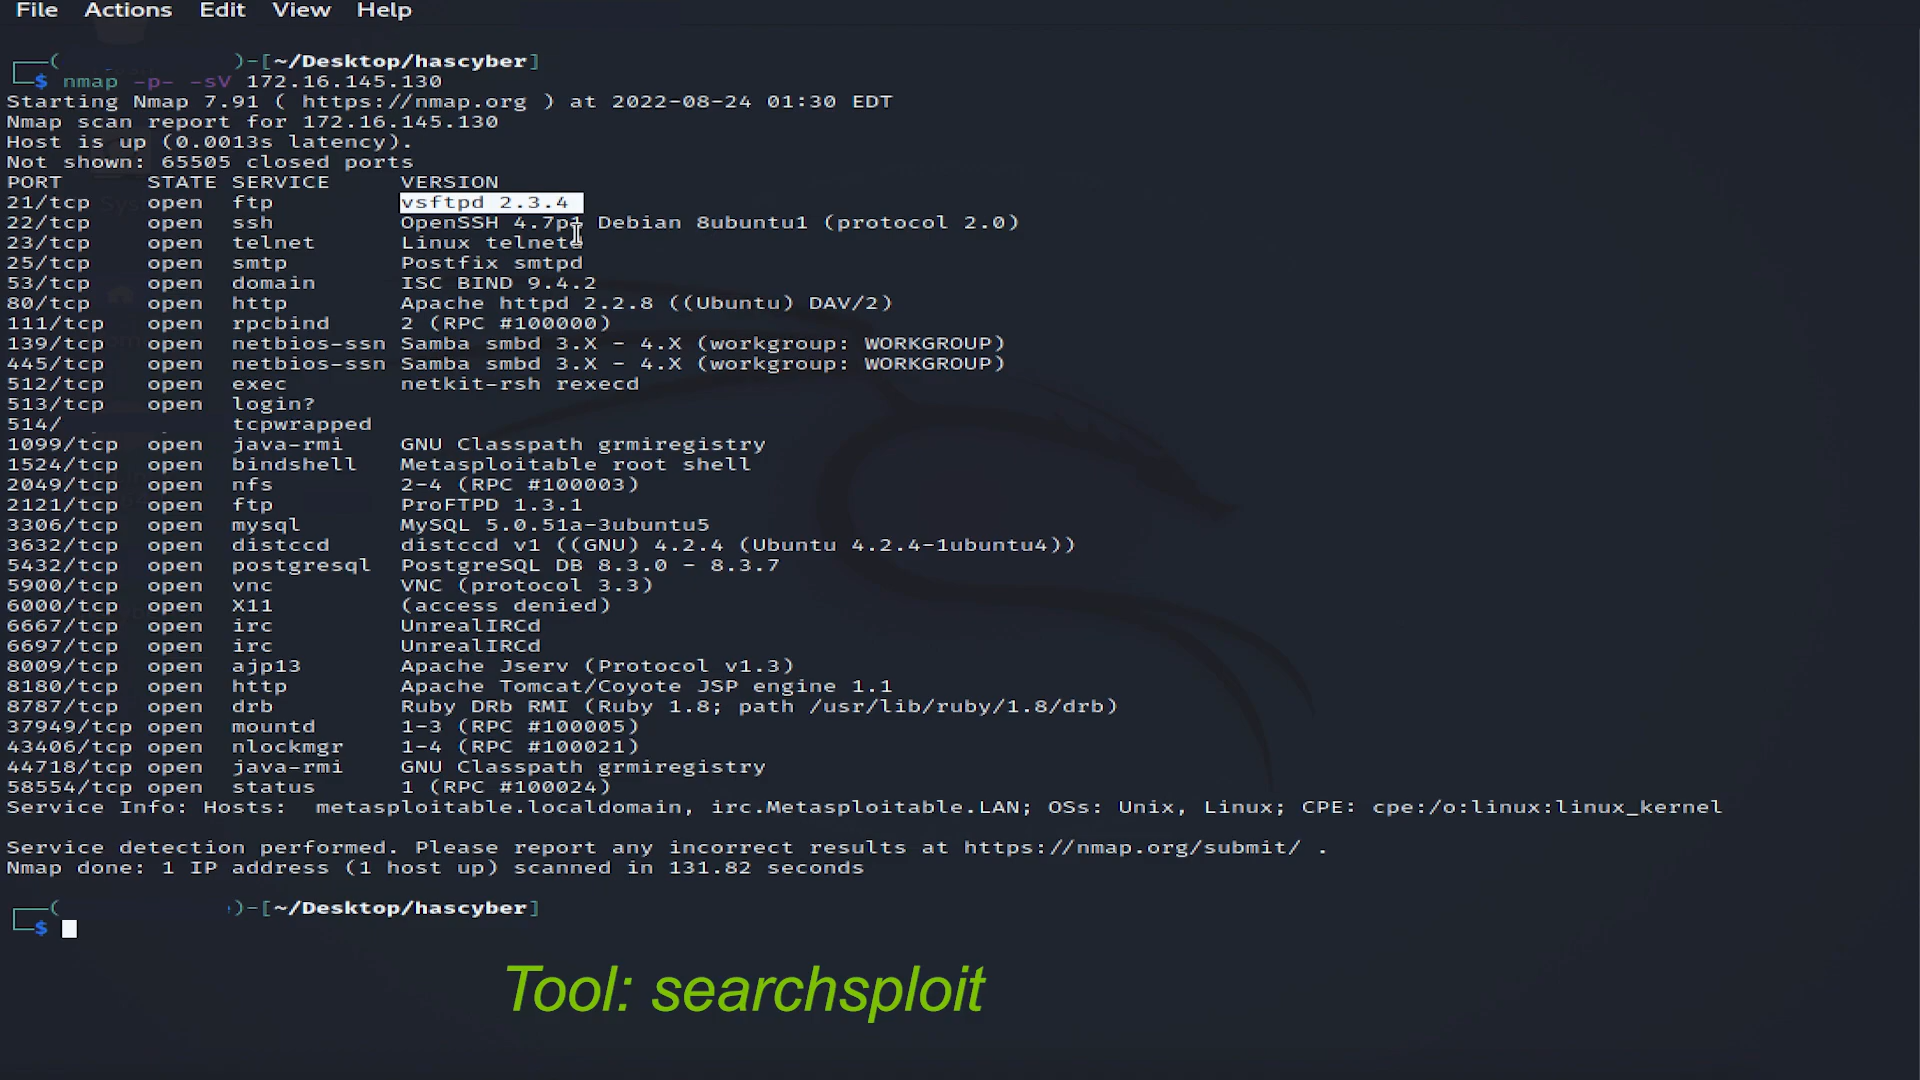 File Actions Edit View Help
┌──( )-[~/Desktop/hascyber]
└─$ nmap -p- -sV 172.16.145.130
Starting Nmap 7.91 ( https://nmap.org ) at 2022-08-24 01:30 EDT
Nmap scan report for 172.16.145.130
Host is up (0.0013s latency).
Not shown: 65505 closed ports
PORT STATE SERVICE VERSION
21/tcp open ftp vsftpd 2.3.4
22/tcp open ssh OpenSSH 4.7p1 Debian 8ubuntu1 (protocol 2.0)
23/tcp open telnet Linux telnetd
25/tcp open smtp Postfix smtpd
53/tcp open domain ISC BIND 9.4.2
80/tcp open http Apache httpd 2.2.8 ((Ubuntu) DAV/2)
111/tcp open rpcbind 2 (RPC #100000)
139/tcp open netbios-ssn Samba smbd 3.X - 4.X (workgroup: WORKGROUP)
445/tcp open netbios-ssn Samba smbd 3.X - 4.X (workgroup: WORKGROUP)
512/tcp open exec netkit-rsh rexecd
513/tcp open login?
514/ tcpwrapped
1099/tcp open java-rmi GNU Classpath grmiregistry
1524/tcp open bindshell Metasploitable root shell
2049/tcp open nfs 2-4 (RPC #100003)
2121/tcp open ftp ProFTPD 1.3.1
3306/tcp open mysql MySQL 5.0.51a-3ubuntu5
3632/tcp open distccd distccd v1 ((GNU) 4.2.4 (Ubuntu 4.2.4-1ubuntu4))
5432/tcp open postgresql PostgreSQL DB 8.3.0 - 8.3.7
5900/tcp open vnc VNC (protocol 3.3)
6000/tcp open X11 (access denied)
6667/tcp open irc UnrealIRCd
6697/tcp open irc UnrealIRCd
8009/tcp open ajp13 Apache Jserv (Protocol v1.3)
8180/tcp open http Apache Tomcat/Coyote JSP engine 1.1
8787/tcp open drb Ruby DRb RMI (Ruby 1.8; path /usr/lib/ruby/1.8/drb)
37949/tcp open mountd 1-3 (RPC #100005)
43406/tcp open nlockmgr 1-4 (RPC #100021)
44718/tcp open java-rmi GNU Classpath grmiregistry
58554/tcp open status 1 (RPC #100024)
Service Info: Hosts: metasploitable.localdomain, irc.Metasploitable.LAN; OSs: Unix, Linux; CPE: cpe:/o:linux:linux_kernel
Service detection performed. Please report any incorrect results at https://nmap.org/submit/ .
Nmap done: 1 IP address (1 host up) scanned in 131.82 seconds
┌──( )-[~/Desktop/hascyber]
└─$
Tool: searchsploit